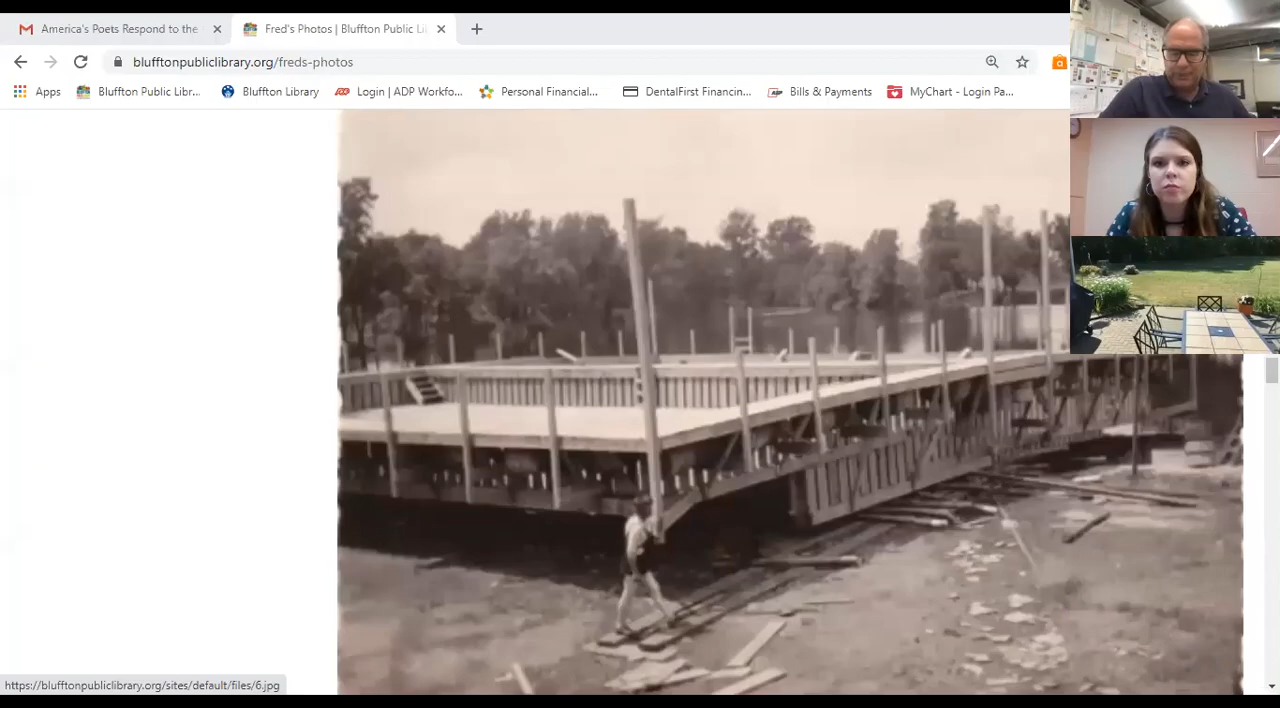 America's Poets Respond to the
Fred's Photos | Bluffton Public Li
blufftonpubliclibrary.org/freds-photos
Apps
Bluffton Public Libr...
Bluffton Library
Login | ADP Workfo...
Personal Financial...
DentalFirst Financin...
Bills & Payments
MyChart - Login Pa...
https://blufftonpubliclibrary.org/sites/default/files/6.jpg